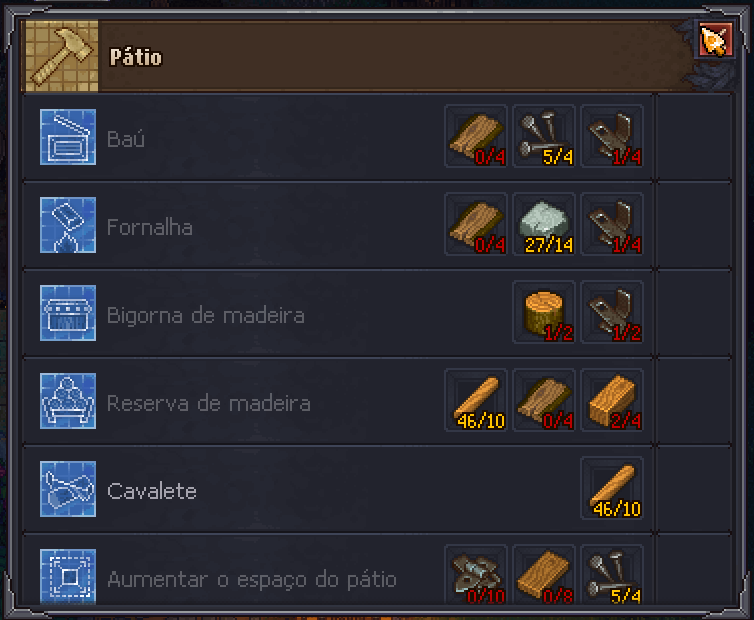 Pátio
Baú 0/4 5/4 1/4
Fornalha 0/4 27/14 1/4
Bigorna de madeira 1/2 1/2
Reserva de madeira 46/10 0/4 2/4
Cavalete 46/10
Aumentar o espaço do pátio 0/10 0/8 5/4